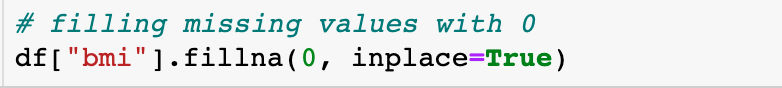 # filling missing values with 0
df["bmi"].fillna(0, inplace=True)